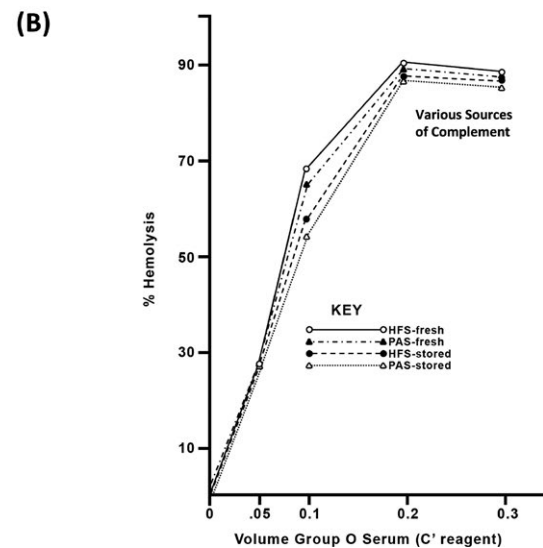 (B)
90
70
50
30
10
% Hemolysis
Various Sources
of Complement
KEY
HFS-fresh
PAS-fresh
HFS-stored
PAS-stored
0 .05 0.1 0.2 0.3
Volume Group O Serum (C' reagent)